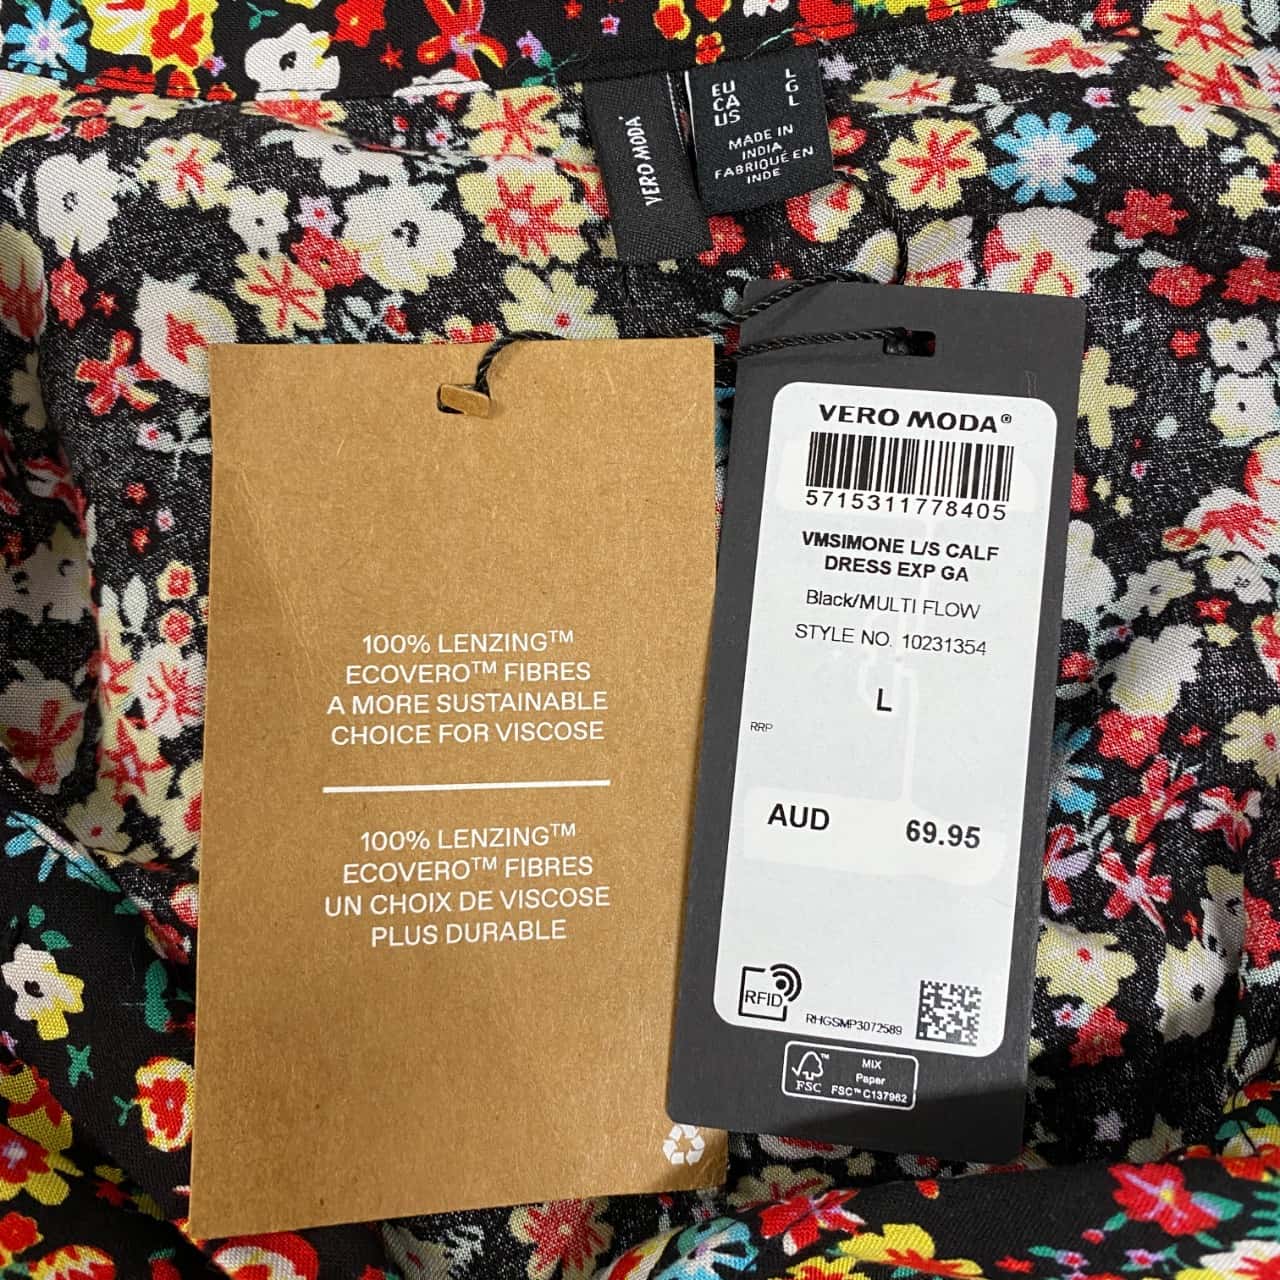 VERO MODA
EU L
CA G
US L
MADE IN
INDIA
FABRIQUÉ EN
INDE
100% LENZING™
ECOVERO™ FIBRES
A MORE SUSTAINABLE
CHOICE FOR VISCOSE
100% LENZING™
ECOVERO™ FIBRES
UN CHOIX DE VISCOSE
PLUS DURABLE
VERO MODA®
5715311778405
VMSIMONE L/S CALF
DRESS EXP GA
Black/MULTI FLOW
STYLE NO. 10231354
L
RRP
AUD 69.95
RFID
RHGSMP3072589
FSC™
MIX
Paper
FSC™ C137962